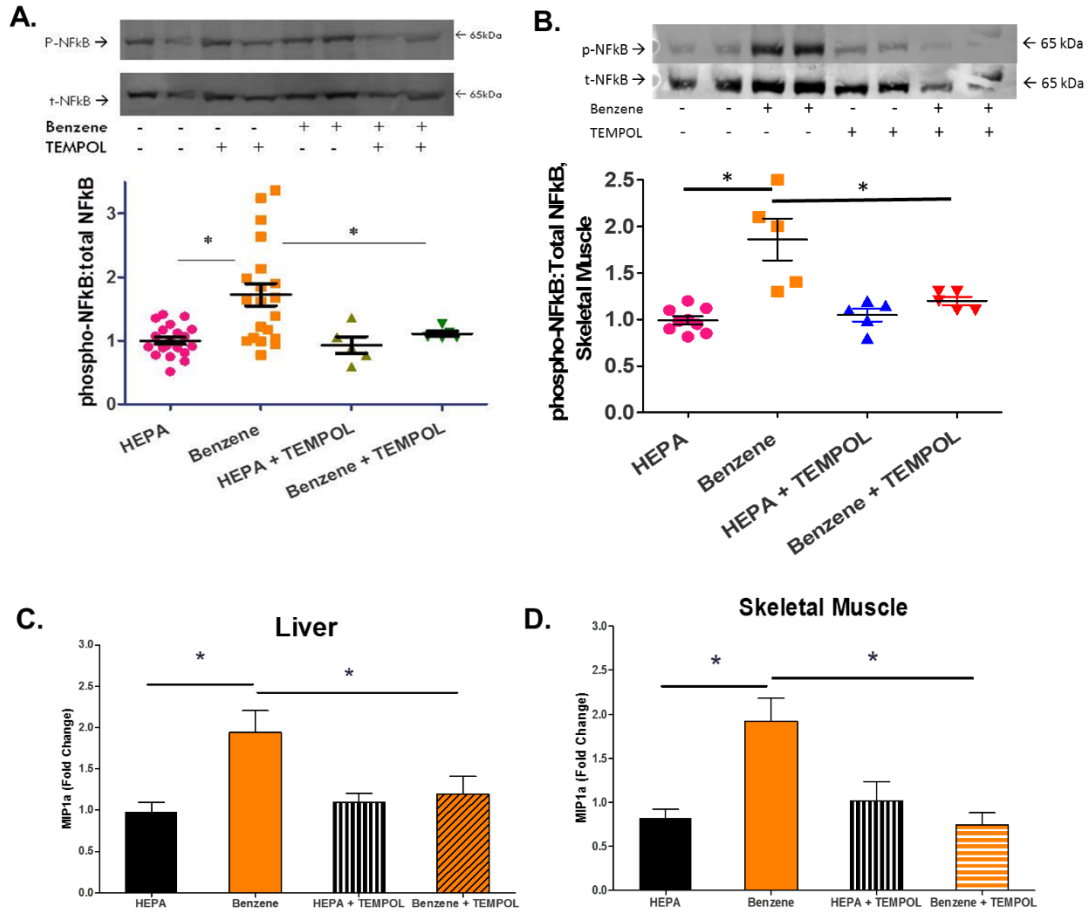 A.
P-NFkB →
← 65kDa
t-NFkB →
← 65kDa
Benzene - - - - + + + +
TEMPOL - - + + - - + +
phospho-NFkB:total NFkB
3
2
1
0
*
*
HEPA
Benzene
HEPA + TEMPOL
Benzene + TEMPOL
B.
p-NFkB →
← 65 kDa
t-NFkB →
← 65 kDa
Benzene - - + + - - + +
TEMPOL - - - - + + + +
phospho-NFkB:Total NFkB,
Skeletal Muscle
2.5
2.0
1.5
1.0
0.5
0.0
*
*
HEPA
Benzene
HEPA + TEMPOL
Benzene + TEMPOL
C.
Liver
MIP1a (Fold Change)
3.0
2.5
2.0
1.5
1.0
0.5
0.0
*
*
HEPA
Benzene
HEPA + TEMPOL
Benzene + TEMPOL
D.
Skeletal Muscle
MIP1a (Fold Change)
3.0
2.5
2.0
1.5
1.0
0.5
0.0
*
*
HEPA
Benzene
HEPA + TEMPOL
Benzene + TEMPOL